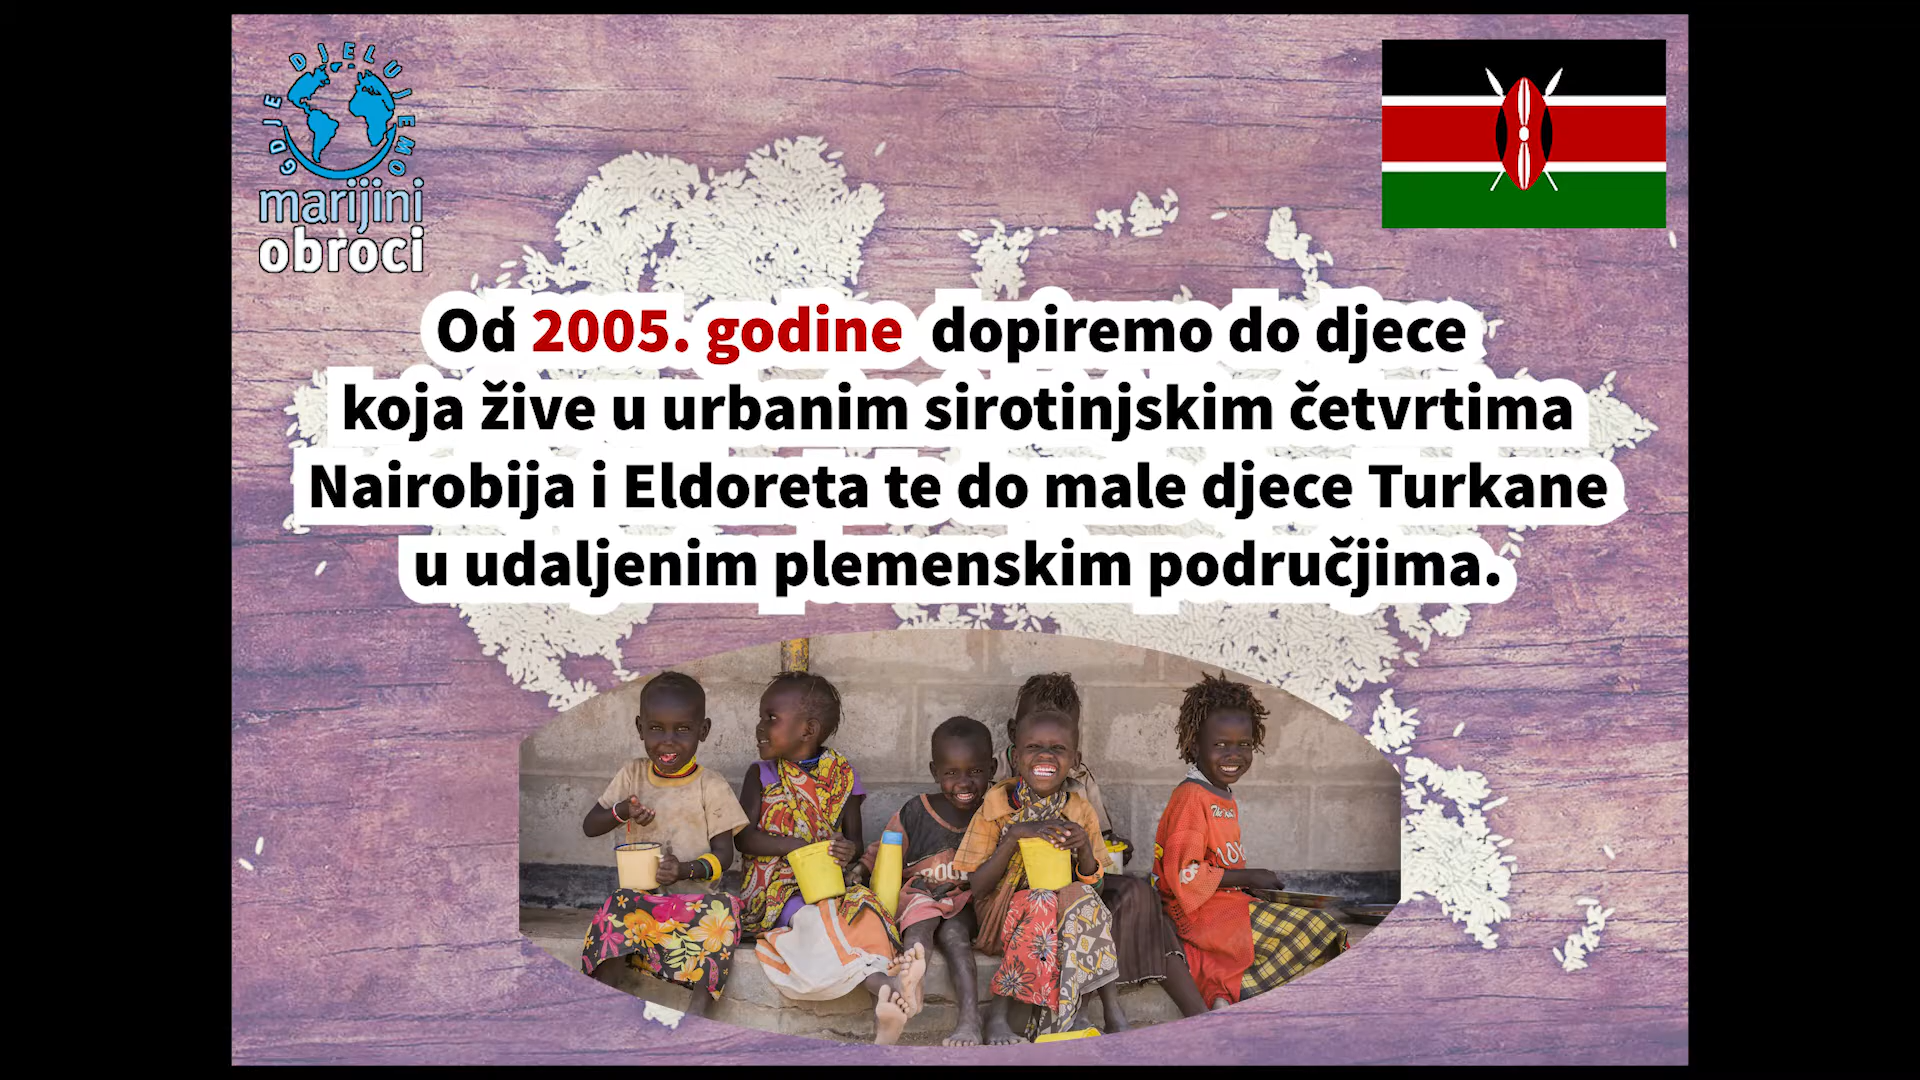 GDJE DJELUJEMO
marijini
obroci
Od 2005. godine dopiremo do djece
koja žive u urbanim sirotinjskim četvrtima
Nairobija i Eldoreta te do male djece Turkane
u udaljenim plemenskim područjima.